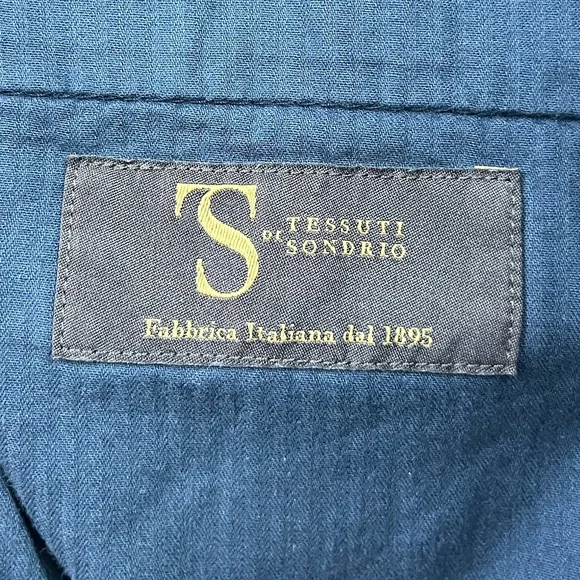 TS
TESSUTI
OF SONDRIO
Fabbrica Italiana dal 1895